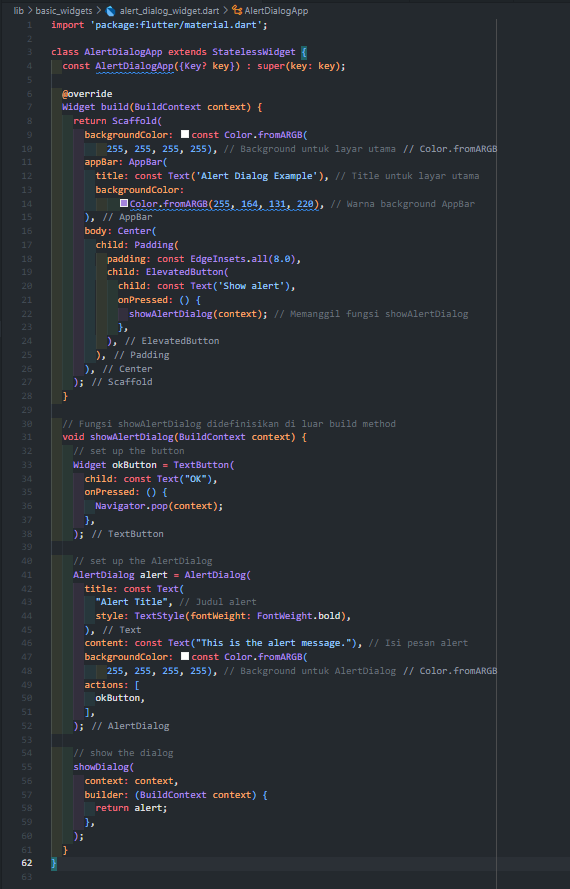 lib > basic_widgets > alert_dialog_widget.dart > AlertDialogApp
1 import 'package:flutter/material.dart';
2
3 class AlertDialogApp extends StatelessWidget {
4 const AlertDialogApp({Key? key}) : super(key: key);
5
6 @override
7 Widget build(BuildContext context) {
8 return Scaffold(
9 backgroundColor: const Color.fromARGB(
10 255, 255, 255, 255), // Background untuk layar utama // Color.fromARGB
11 appBar: AppBar(
12 title: const Text('Alert Dialog Example'), // Title untuk layar utama
13 backgroundColor:
14 Color.fromARGB(255, 164, 131, 220), // Warna background AppBar
15 ), // AppBar
16 body: Center(
17 child: Padding(
18 padding: const EdgeInsets.all(8.0),
19 child: ElevatedButton(
20 child: const Text('Show alert'),
21 onPressed: () {
22 showAlertDialog(context); // Memanggil fungsi showAlertDialog
23 },
24 ), // ElevatedButton
25 ), // Padding
26 ), // Center
27 ); // Scaffold
28 }
29
30 // Fungsi showAlertDialog didefinisikan di luar build method
31 void showAlertDialog(BuildContext context) {
32 // set up the button
33 Widget okButton = TextButton(
34 child: const Text("OK"),
35 onPressed: () {
36 Navigator.pop(context);
37 },
38 ); // TextButton
39
40 // set up the AlertDialog
41 AlertDialog alert = AlertDialog(
42 title: const Text(
43 "Alert Title", // Judul alert
44 style: TextStyle(fontWeight: FontWeight.bold),
45 ), // Text
46 content: const Text("This is the alert message."), // Isi pesan alert
47 backgroundColor: const Color.fromARGB(
48 255, 255, 255, 255), // Background untuk AlertDialog // Color.fromARGB
49 actions: [
50 okButton,
51 ],
52 ); // AlertDialog
53
54 // show the dialog
55 showDialog(
56 context: context,
57 builder: (BuildContext context) {
58 return alert;
59 },
60 );
61 }
62 }
63